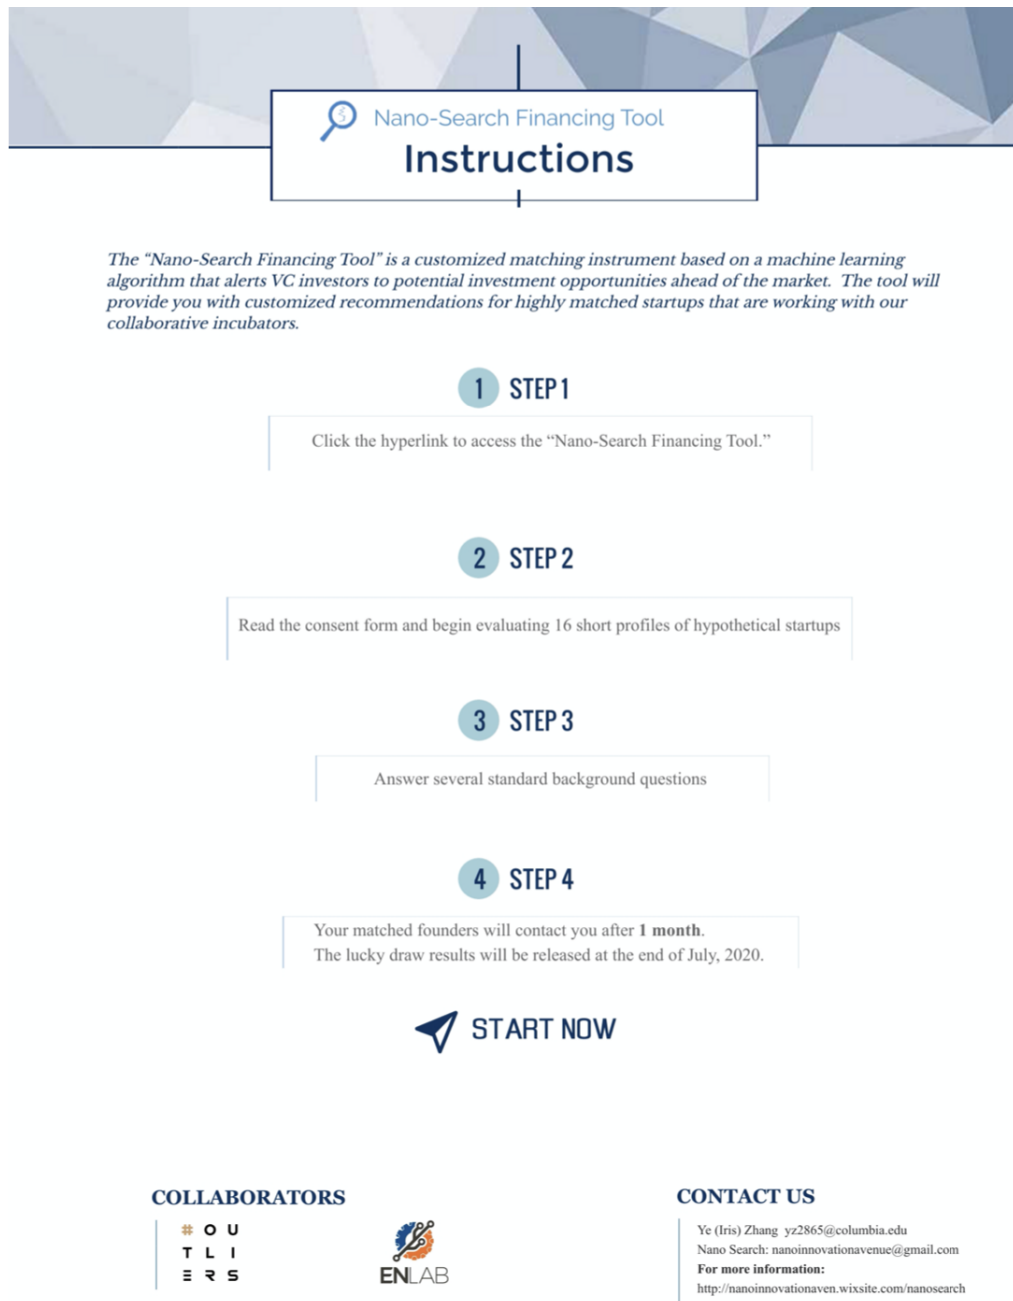 Nano-Search Financing Tool
Instructions
The “Nano-Search Financing Tool” is a customized matching instrument based on a machine learning
algorithm that alerts VC investors to potential investment opportunities ahead of the market.  The tool will
provide you with customized recommendations for highly matched startups that are working with our
collaborative incubators.
1 STEP 1
Click the hyperlink to access the “Nano-Search Financing Tool.”
2 STEP 2
Read the consent form and begin evaluating 16 short profiles of hypothetical startups
3 STEP 3
Answer several standard background questions
4 STEP 4
Your matched founders will contact you after 1 month.
The lucky draw results will be released at the end of July, 2020.
START NOW
COLLABORATORS
# O U
T L I
E R S
ENLAB
CONTACT US
Ye (Iris) Zhang  yz2865@columbia.edu
Nano Search: nanoinnovationavenue@gmail.com
For more information:
http://nanoinnovationaven.wixsite.com/nanosearch